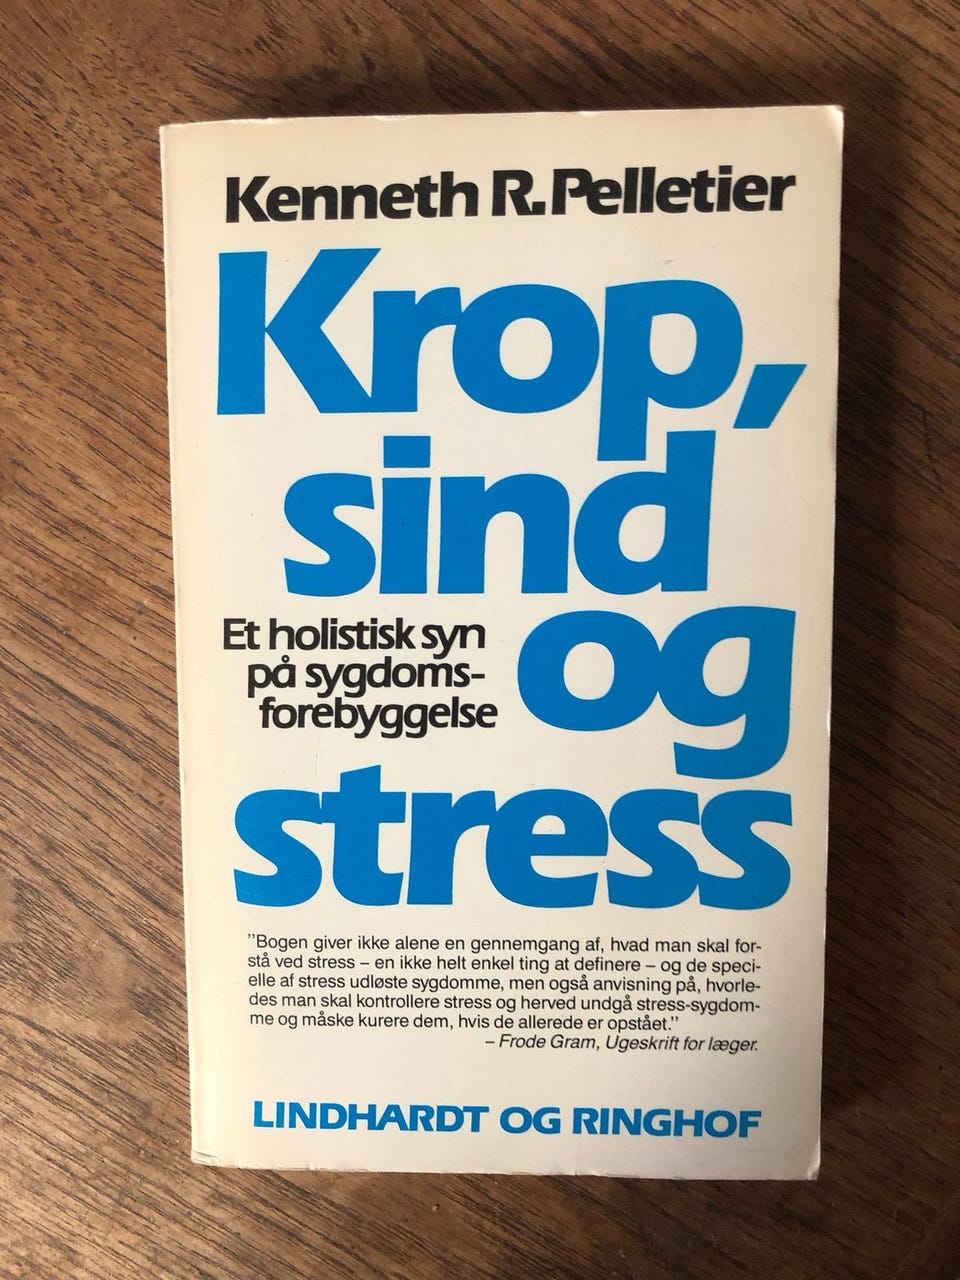 Kenneth R. Pelletier
Krop,
sind
Et holistisk syn
på sygdoms-
forebyggelse
og
stress
"Bogen giver ikke alene en gennemgang af, hvad man skal for-
stå ved stress – en ikke helt enkel ting at definere – og de speci-
elle af stress udløste sygdomme, men også anvisning på, hvorle-
des man skal kontrollere stress og herved undgå stress-sygdom-
me og måske kurere dem, hvis de allerede er opstået."
– Frode Gram, Ugeskrift for læger.
LINDHARDT OG RINGHOF